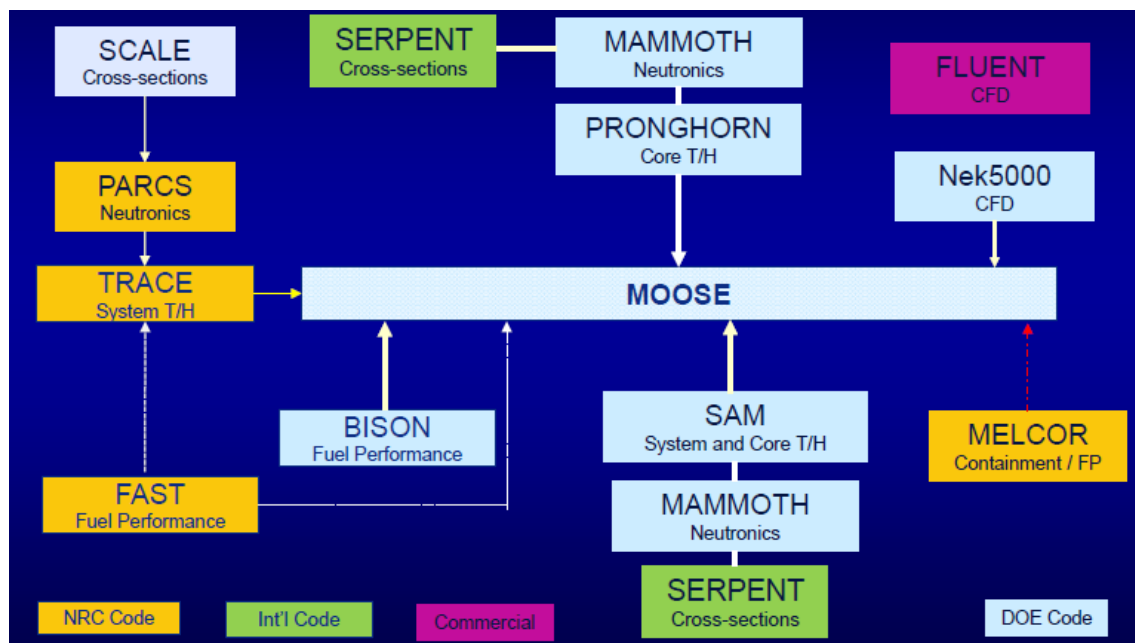 SCALE
Cross-sections
SERPENT
Cross-sections
MAMMOTH
Neutronics
FLUENT
CFD
PRONGHORN
Core T/H
PARCS
Neutronics
Nek5000
CFD
TRACE
System T/H
MOOSE
BISON
Fuel Performance
SAM
System and Core T/H
MELCOR
Containment / FP
FAST
Fuel Performance
MAMMOTH
Neutronics
SERPENT
Cross-sections
NRC Code
Int'l Code
Commercial
DOE Code